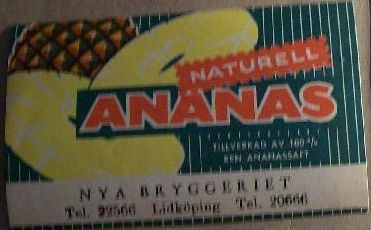 NATURELL
ANANAS
TILLVERKAD AV 100 %
REN ANANASSAFT
NYA BRYGGERIET
Tel. 22566 Lidköping Tel. 20666